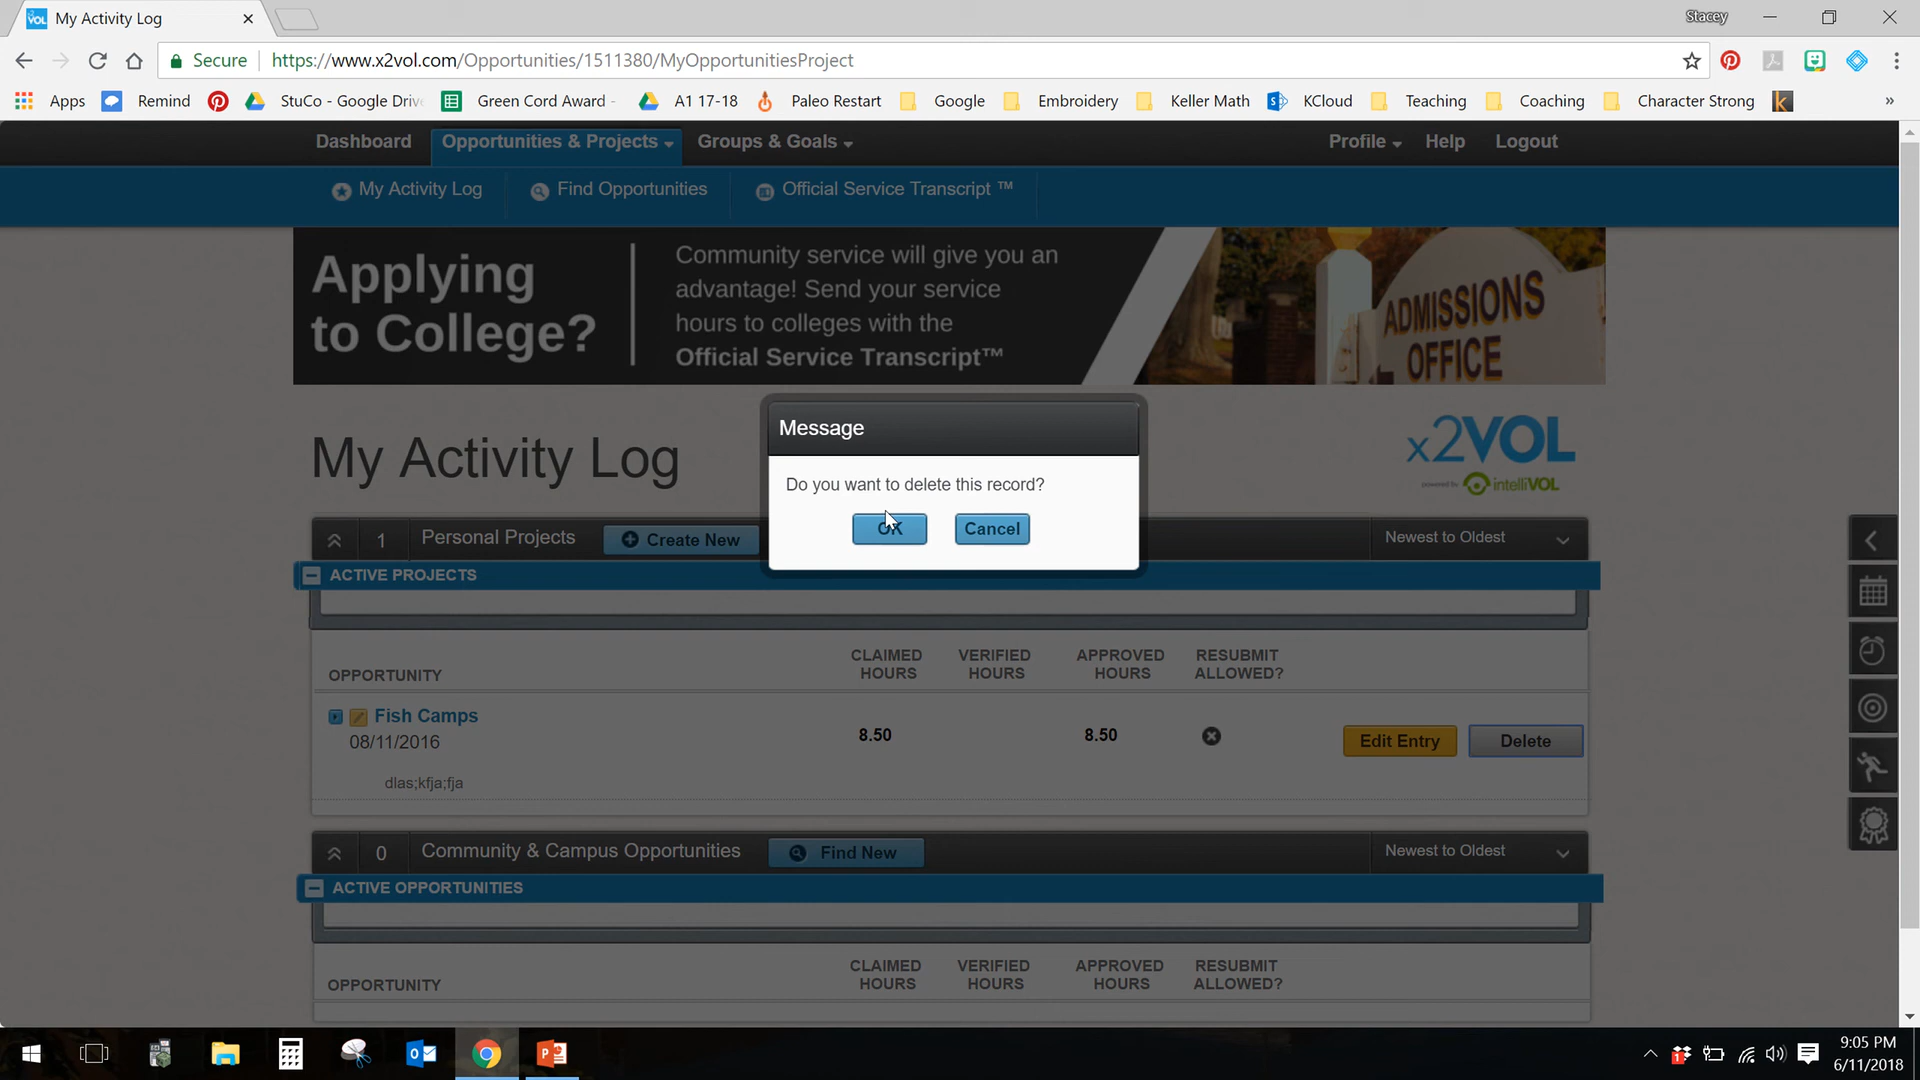 My Activity Log
Stacey
Secure
https://www.x2vol.com/Opportunities/1511380/MyOpportunitiesProject
Apps
Remind
StuCo - Google Driv
Green Cord Award -
A1 17-18
Paleo Restart
Google
Embroidery
Keller Math
KCloud
Teaching
Coaching
Character Strong
Dashboard
Opportunities & Projects
Groups & Goals
Profile
Help
Logout
My Activity Log
Find Opportunities
Official Service Transcript ™
Applying
to College?
Community service will give you an
advantage! Send your service
hours to colleges with the
Official Service Transcript™
ADMISSIONS
OFFICE
My Activity Log
x2VOL
powered by intelliVOL
Message
Do you want to delete this record?
OK
Cancel
1
Personal Projects
Create New
Newest to Oldest
ACTIVE PROJECTS
OPPORTUNITY
CLAIMED
HOURS
VERIFIED
HOURS
APPROVED
HOURS
RESUBMIT
ALLOWED?
Fish Camps
08/11/2016
8.50
8.50
Edit Entry
Delete
dlas;kfja;fja
0
Community & Campus Opportunities
Find New
Newest to Oldest
ACTIVE OPPORTUNITIES
OPPORTUNITY
CLAIMED
HOURS
VERIFIED
HOURS
APPROVED
HOURS
RESUBMIT
ALLOWED?
9:05 PM
6/11/2018